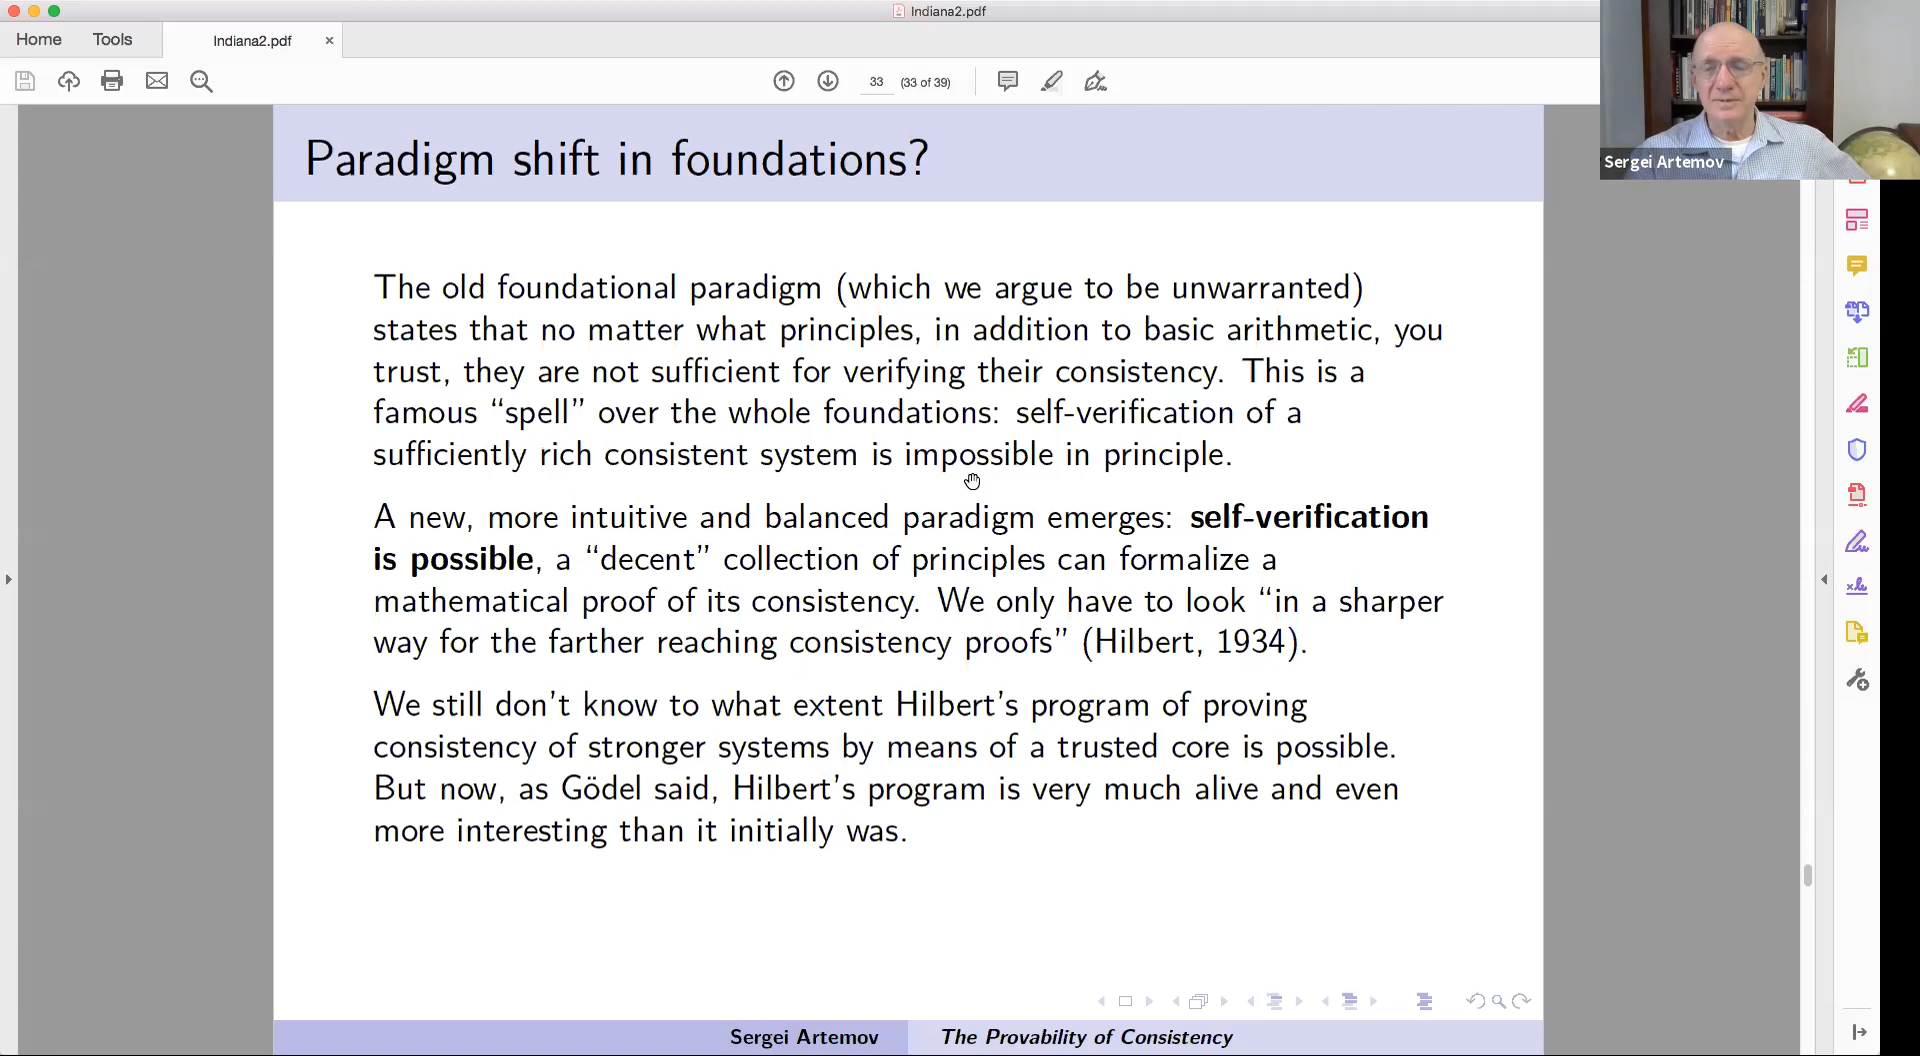 Indiana2.pdf
Home Tools Indiana2.pdf ×
33 (33 of 39)
Sergei Artemov
Paradigm shift in foundations?
The old foundational paradigm (which we argue to be unwarranted)
states that no matter what principles, in addition to basic arithmetic, you
trust, they are not sufficient for verifying their consistency. This is a
famous “spell” over the whole foundations: self-verification of a
sufficiently rich consistent system is impossible in principle.
A new, more intuitive and balanced paradigm emerges: self-verification
is possible, a “decent” collection of principles can formalize a
mathematical proof of its consistency. We only have to look “in a sharper
way for the farther reaching consistency proofs” (Hilbert, 1934).
We still don’t know to what extent Hilbert’s program of proving
consistency of stronger systems by means of a trusted core is possible.
But now, as Gödel said, Hilbert’s program is very much alive and even
more interesting than it initially was.
Sergei Artemov The Provability of Consistency